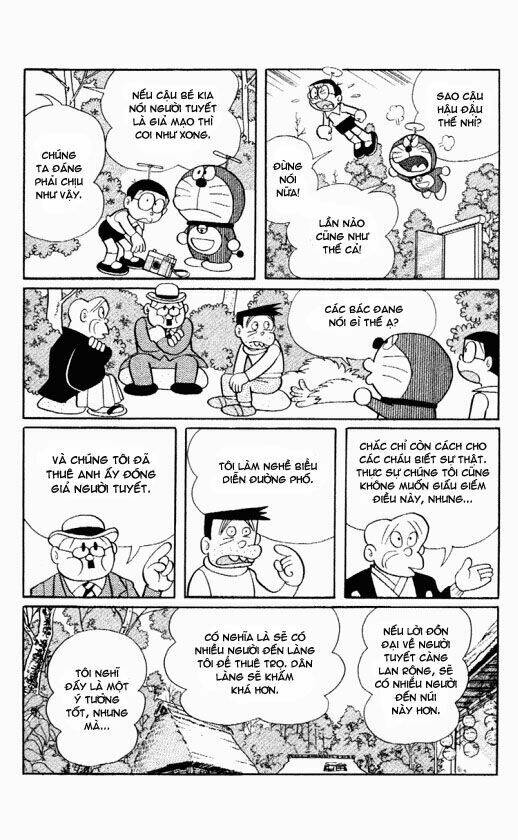 SAO CẬU
HẬU ĐẬU
THẾ NHỈ?
ĐỪNG
NÓI
NỮA!
LẦN NÀO
CŨNG NHƯ
THẾ CẢ!
NẾU CẬU BÉ KIA
NÓI NGƯỜI TUYẾT
LÀ GIẢ MẠO THÌ
COI NHƯ XONG.
CHÚNG
TA ĐÁNG
PHẢI CHỊU
NHƯ VẬY.
CÁC BÁC ĐANG
NÓI GÌ THẾ Ạ?
CHẮC CHỈ CÒN CÁCH CHO
CÁC CHÁU BIẾT SỰ THẬT.
THỰC SỰ CHÚNG TÔI CŨNG
KHÔNG MUỐN GIẤU GIẾM
ĐIỀU NÀY, NHƯNG...
TÔI LÀM NGHỀ BIỂU
DIỄN ĐƯỜNG PHỐ.
VÀ CHÚNG TÔI ĐÃ
THUÊ ANH ẤY ĐÓNG
GIẢ NGƯỜI TUYẾT.
NẾU LỜI ĐỒN
ĐẠI VỀ NGƯỜI
TUYẾT CÀNG
LAN RỘNG, SẼ
CÓ NHIỀU NGƯỜI
ĐẾN NÚI
NÀY HƠN.
CÓ NGHĨA LÀ SẼ CÓ
NHIỀU NGƯỜI ĐẾN LÀNG
TÔI ĐỂ THUÊ TRỌ. DÂN
LÀNG SẼ KHẤM
KHÁ HƠN.
TÔI NGHĨ
ĐẤY LÀ MỘT
Ý TƯỞNG
TỐT, NHƯNG
MÀ...